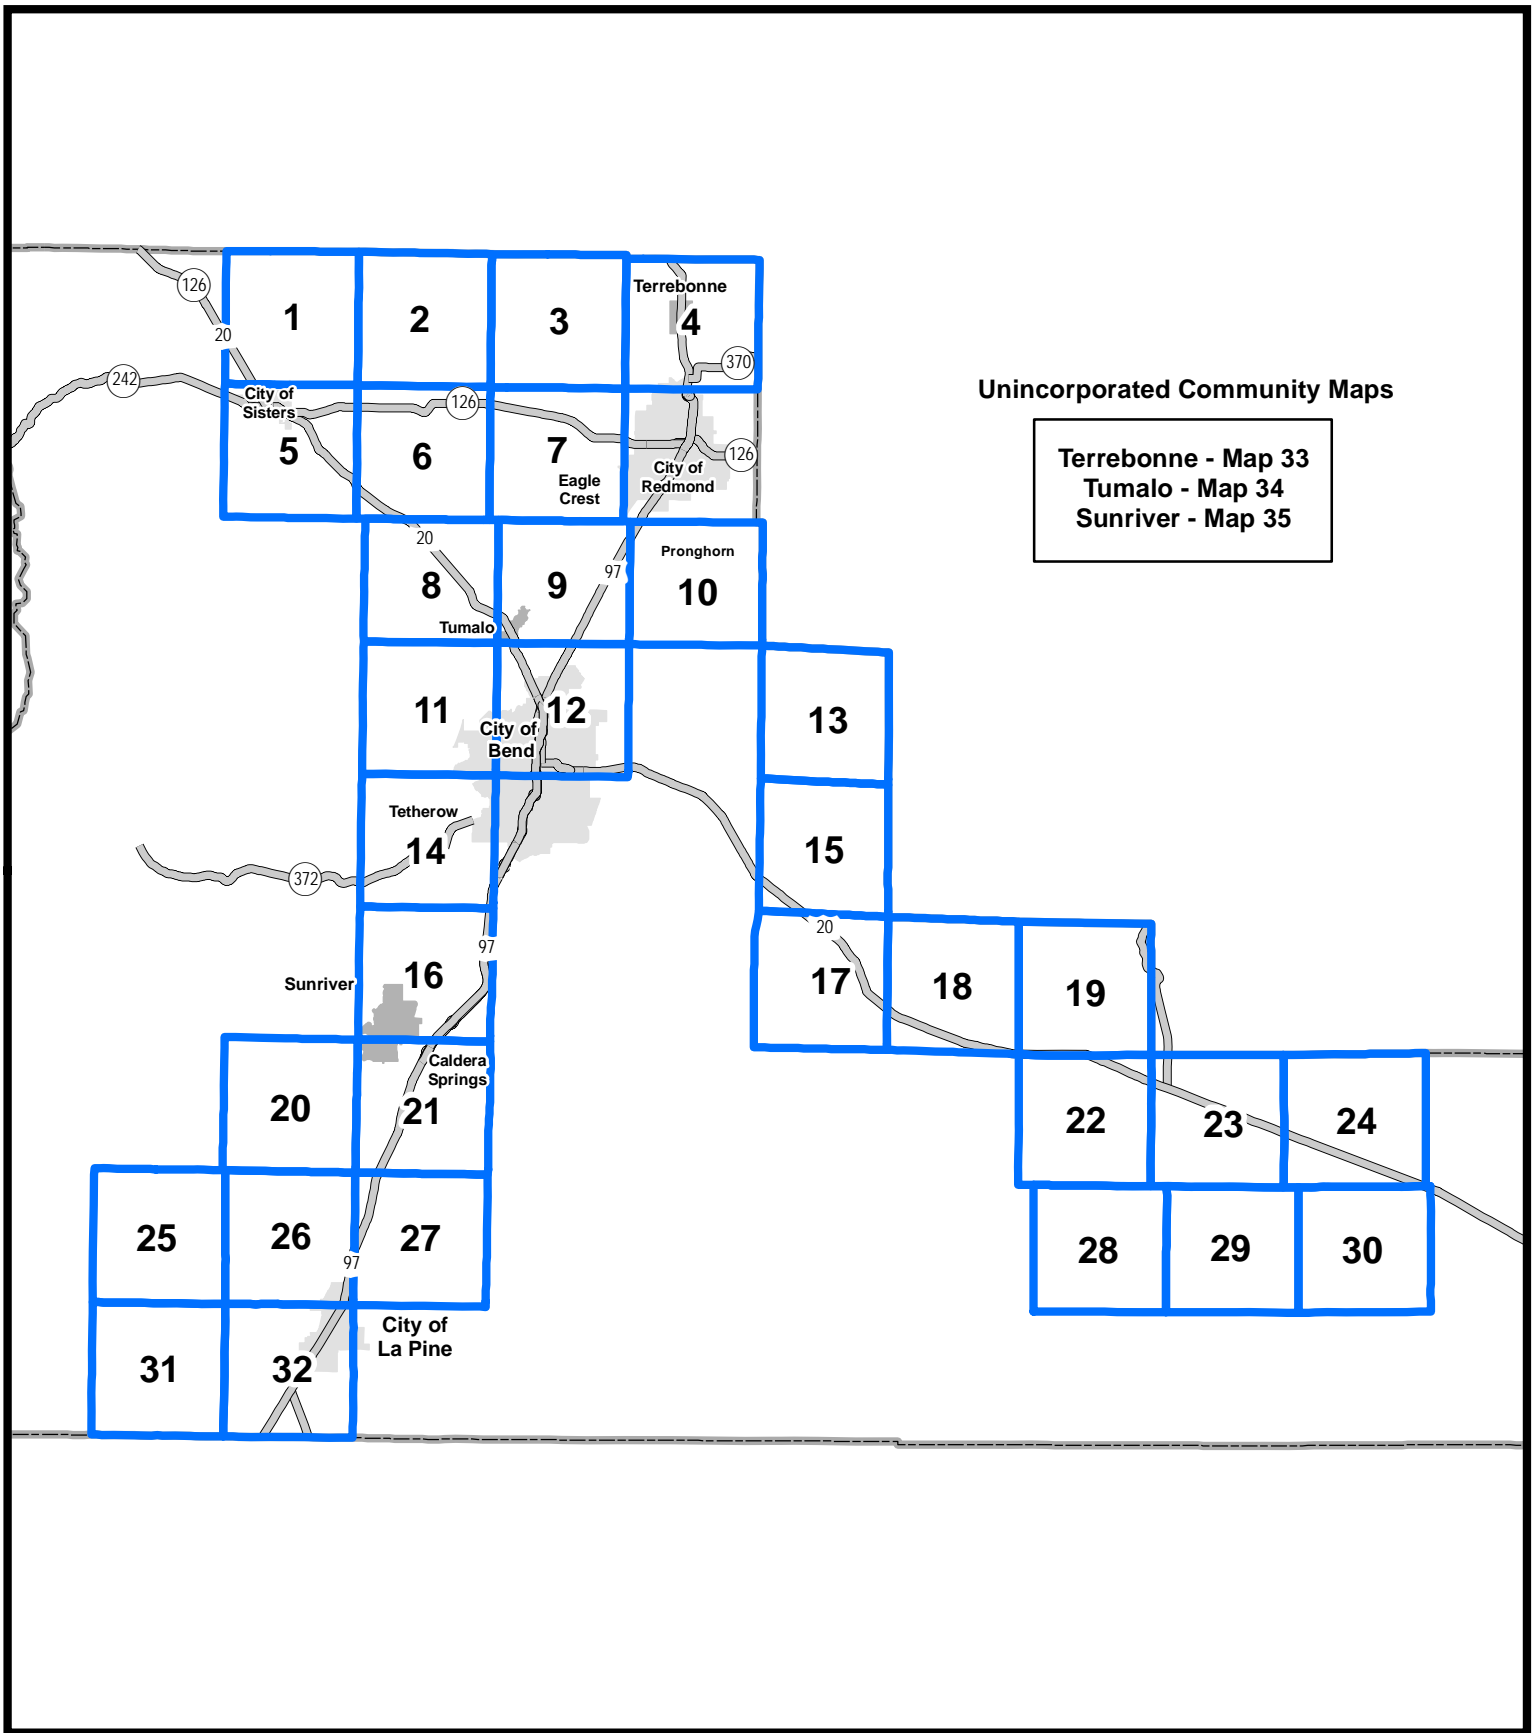 Terrebonne
126
1
2
3
4
20
370
Unincorporated Community Maps
242
City of
Sisters
126
Terrebonne - Map 33
Tumalo - Map 34
Sunriver - Map 35
5
6
7
Eagle
Crest
City of
Redmond
126
20
97
Pronghorn
8
9
10
Tumalo
11
12
City of
Bend
13
Tetherow
14
372
15
20
97
16
Sunriver
17
18
19
Caldera
Springs
20
21
22
23
24
25
26
27
97
28
29
30
City of
La Pine
31
32